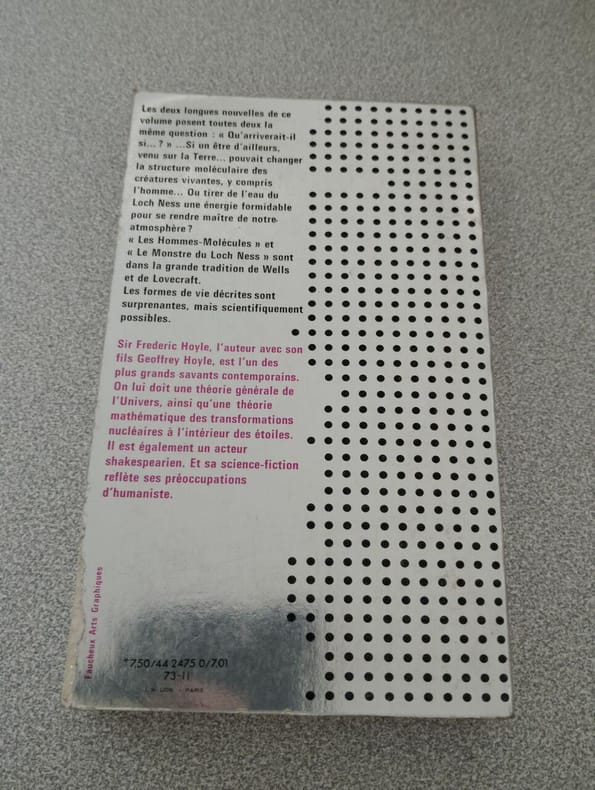 Les deux longues nouvelles de ce
volume posent toutes deux la
même question : « Qu'arriverait-il
si... ? » ...Si un être d'ailleurs,
venu sur la Terre... pouvait changer
la structure moléculaire des
créatures vivantes, y compris
l'homme... Ou tirer de l'eau du
Loch Ness une énergie formidable
pour se rendre maître de notre
atmosphère ?
« Les Hommes-Molécules » et
« Le Monstre du Loch Ness » sont
dans la grande tradition de Wells
et de Lovecraft.
Les formes de vie décrites sont
surprenantes, mais scientifiquement
possibles.
Sir Frederic Hoyle, l'auteur avec son
fils Geoffrey Hoyle, est l'un des
plus grands savants contemporains.
On lui doit une théorie générale de
l'Univers, ainsi qu'une théorie
mathématique des transformations
nucléaires à l'intérieur des étoiles.
Il est également un acteur
shakespearien. Et sa science-fiction
reflète ses préoccupations
d'humaniste.
Faucheux Arts Graphiques
*7.50/44 2475 0/7.01
73-II
- PARIS